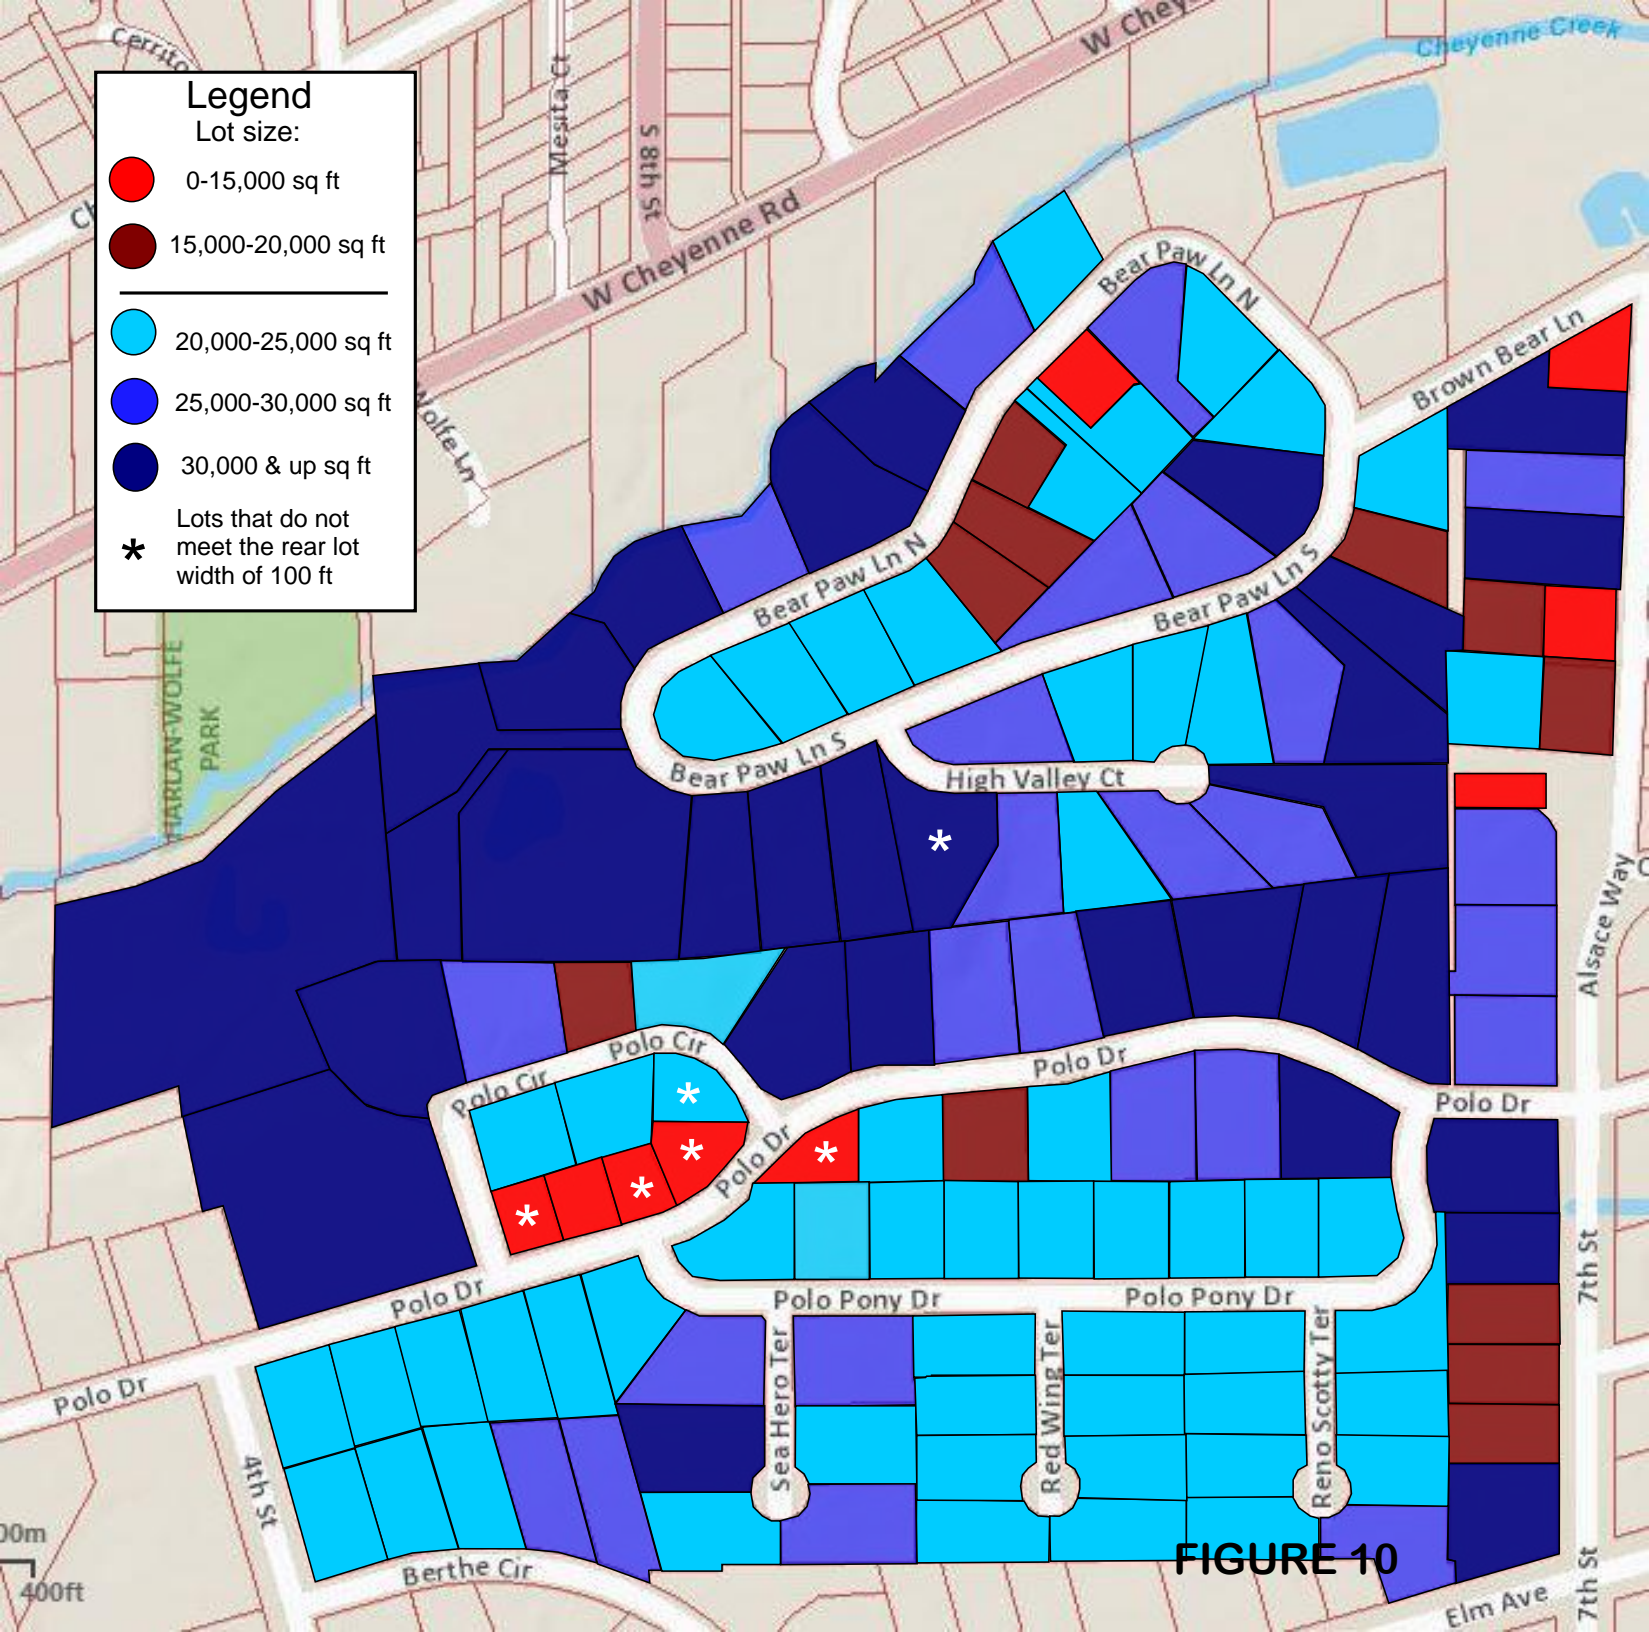 Cerrito
Mesita Ct
S 8th St
W Chey
Cheyenne Creek
Legend
Lot size:
0-15,000 sq ft
15,000-20,000 sq ft
20,000-25,000 sq ft
25,000-30,000 sq ft
30,000 & up sq ft
* Lots that do not
meet the rear lot
width of 100 ft
Ch
W Cheyenne Rd
Wolfe Ln
Bear Paw Ln N
Brown Bear Ln
Bear Paw Ln N
Bear Paw Ln S
HARLAN-WOLFE
PARK
Bear Paw Ln S
High Valley Ct
*
Alsace Way
Polo Cir
Polo Cir
Polo Dr
Polo Dr
*
*
*
*
*
Polo Dr
Polo Dr
Polo Pony Dr
Polo Pony Dr
7th St
Polo Dr
Sea Hero Ter
Red Wing Ter
Reno Scotty Ter
4th St
00m
400ft
Berthe Cir
FIGURE 10
Elm Ave
7th St